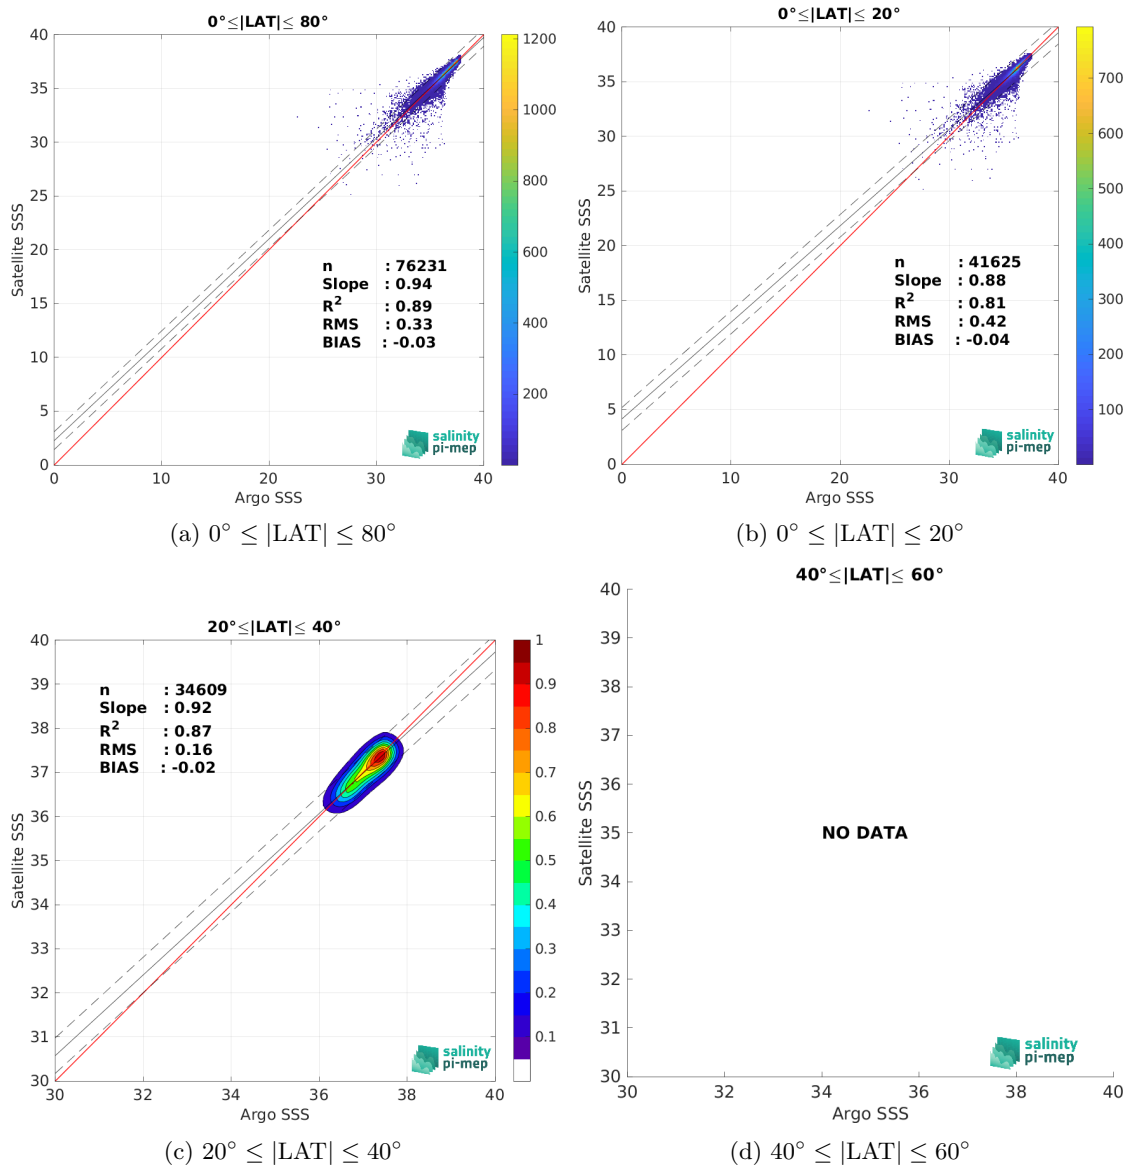 0°≤|LAT|≤ 80°
40
35
30
25
20
15
10
5
0
0
10
20
30
40
Satellite SSS
Argo SSS
n : 76231
Slope : 0.94
R² : 0.89
RMS : 0.33
BIAS : -0.03
salinity
pi-mep
1200
1000
800
600
400
200
(a) 0° ≤ |LAT| ≤ 80°
0°≤|LAT|≤ 20°
40
35
30
25
20
15
10
5
0
0
10
20
30
40
Satellite SSS
Argo SSS
n : 41625
Slope : 0.88
R² : 0.81
RMS : 0.42
BIAS : -0.04
salinity
pi-mep
700
600
500
400
300
200
100
(b) 0° ≤ |LAT| ≤ 20°
20°≤|LAT|≤ 40°
40
39
38
37
36
35
34
33
32
31
30
30
32
34
36
38
40
Satellite SSS
Argo SSS
n : 34609
Slope : 0.92
R² : 0.87
RMS : 0.16
BIAS : -0.02
salinity
pi-mep
1
0.9
0.8
0.7
0.6
0.5
0.4
0.3
0.2
0.1
(c) 20° ≤ |LAT| ≤ 40°
40°≤|LAT|≤ 60°
40
39
38
37
36
35
34
33
32
31
30
30
32
34
36
38
40
Satellite SSS
Argo SSS
NO DATA
salinity
pi-mep
(d) 40° ≤ |LAT| ≤ 60°